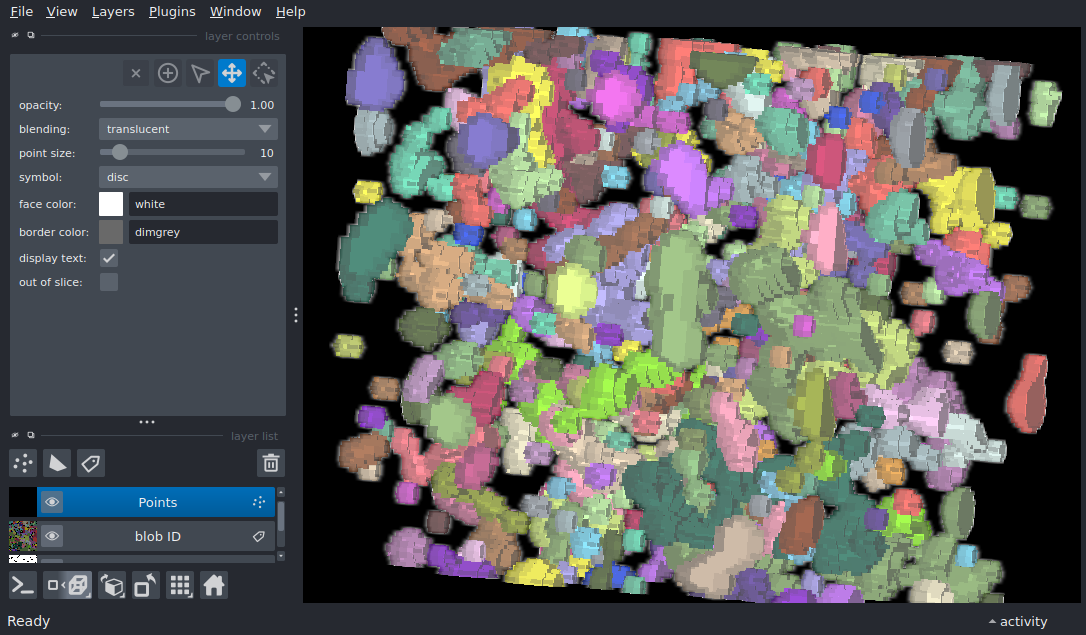 File View Layers Plugins Window Help
layer controls
opacity: 1.00
blending: translucent
point size: 10
symbol: disc
face color: white
border color: dimgrey
display text:
out of slice:
layer list
Points
blob ID
Ready
activity